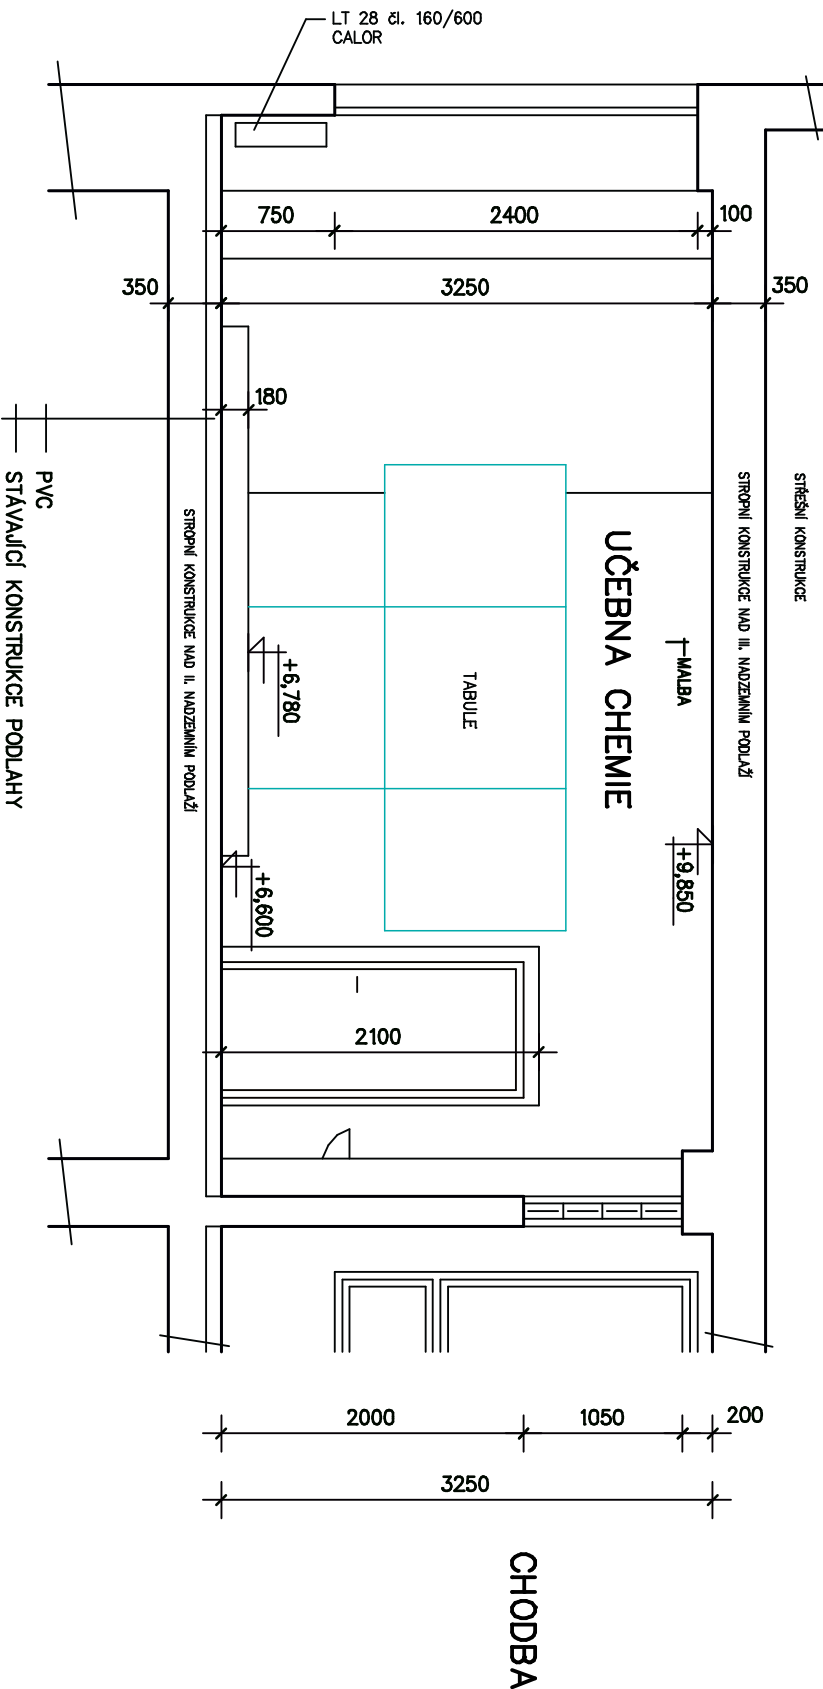 LT 28 čl. 160/600
CALOR
750
2400
100
350
3250
350
180
STŘEŠNÍ KONSTRUKCE
STROPNÍ KONSTRUKCE NAD III. NADZEMNÍM PODLAŽÍ
MALBA
UČEBNA CHEMIE
TABULE
+9,850
+6,780
+6,600
STROPNÍ KONSTRUKCE NAD II. NADZEMNÍM PODLAŽÍ
PVC
STÁVAJÍCÍ KONSTRUKCE PODLAHY
2100
2000
1050
200
3250
CHODBA